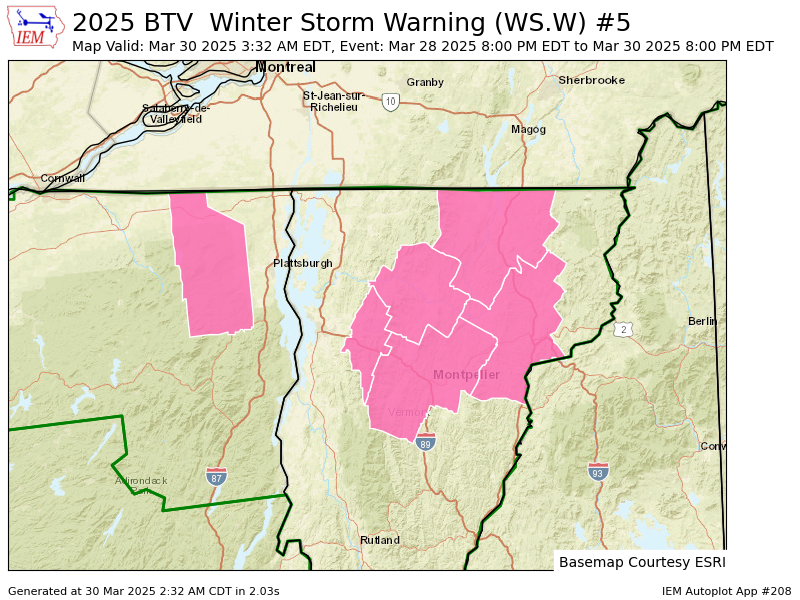 2025 BTV Winter Storm Warning (WS.W) #5
IEM
Map Valid: Mar 30 2025 3:32 AM EDT, Event: Mar 28 2025 8:00 PM EDT to Mar 30 2025 8:00 PM EDT
Montreal
Granby
Sherbrooke
St-Jean-sur-
Richelieu
10
Salaberry-de-
Valleyfield
Magog
Cornwall
Plattsburgh
Berlin
2
Montpelier
Vermont
89
Conw
87
93
Adirondack
Park
Rutland
Basemap Courtesy ESRI
Generated at 30 Mar 2025 2:32 AM CDT in 2.03s
IEM Autoplot App #208